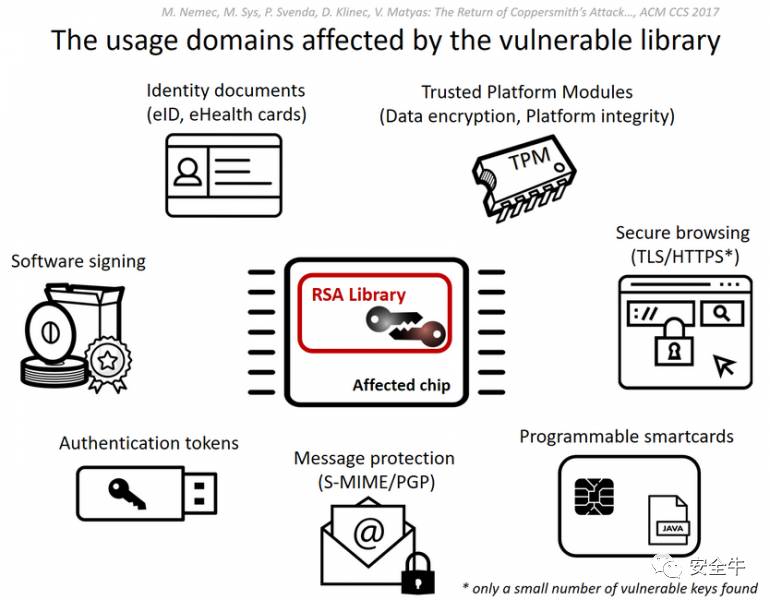 M. Nemec, M. Sys, P. Svenda, D. Klinec, V. Matyas: The Return of Coppersmith's Attack…, ACM CCS 2017
The usage domains affected by the vulnerable library
Identity documents
(eID, eHealth cards)
Trusted Platform Modules
(Data encryption, Platform integrity)
TPM
Software signing
RSA Library
Affected chip
Secure browsing
(TLS/HTTPS*)
://
Authentication tokens
Message protection
(S-MIME/PGP)
@
Programmable smartcards
JAVA
安全牛
* only a small number of vulnerable keys found